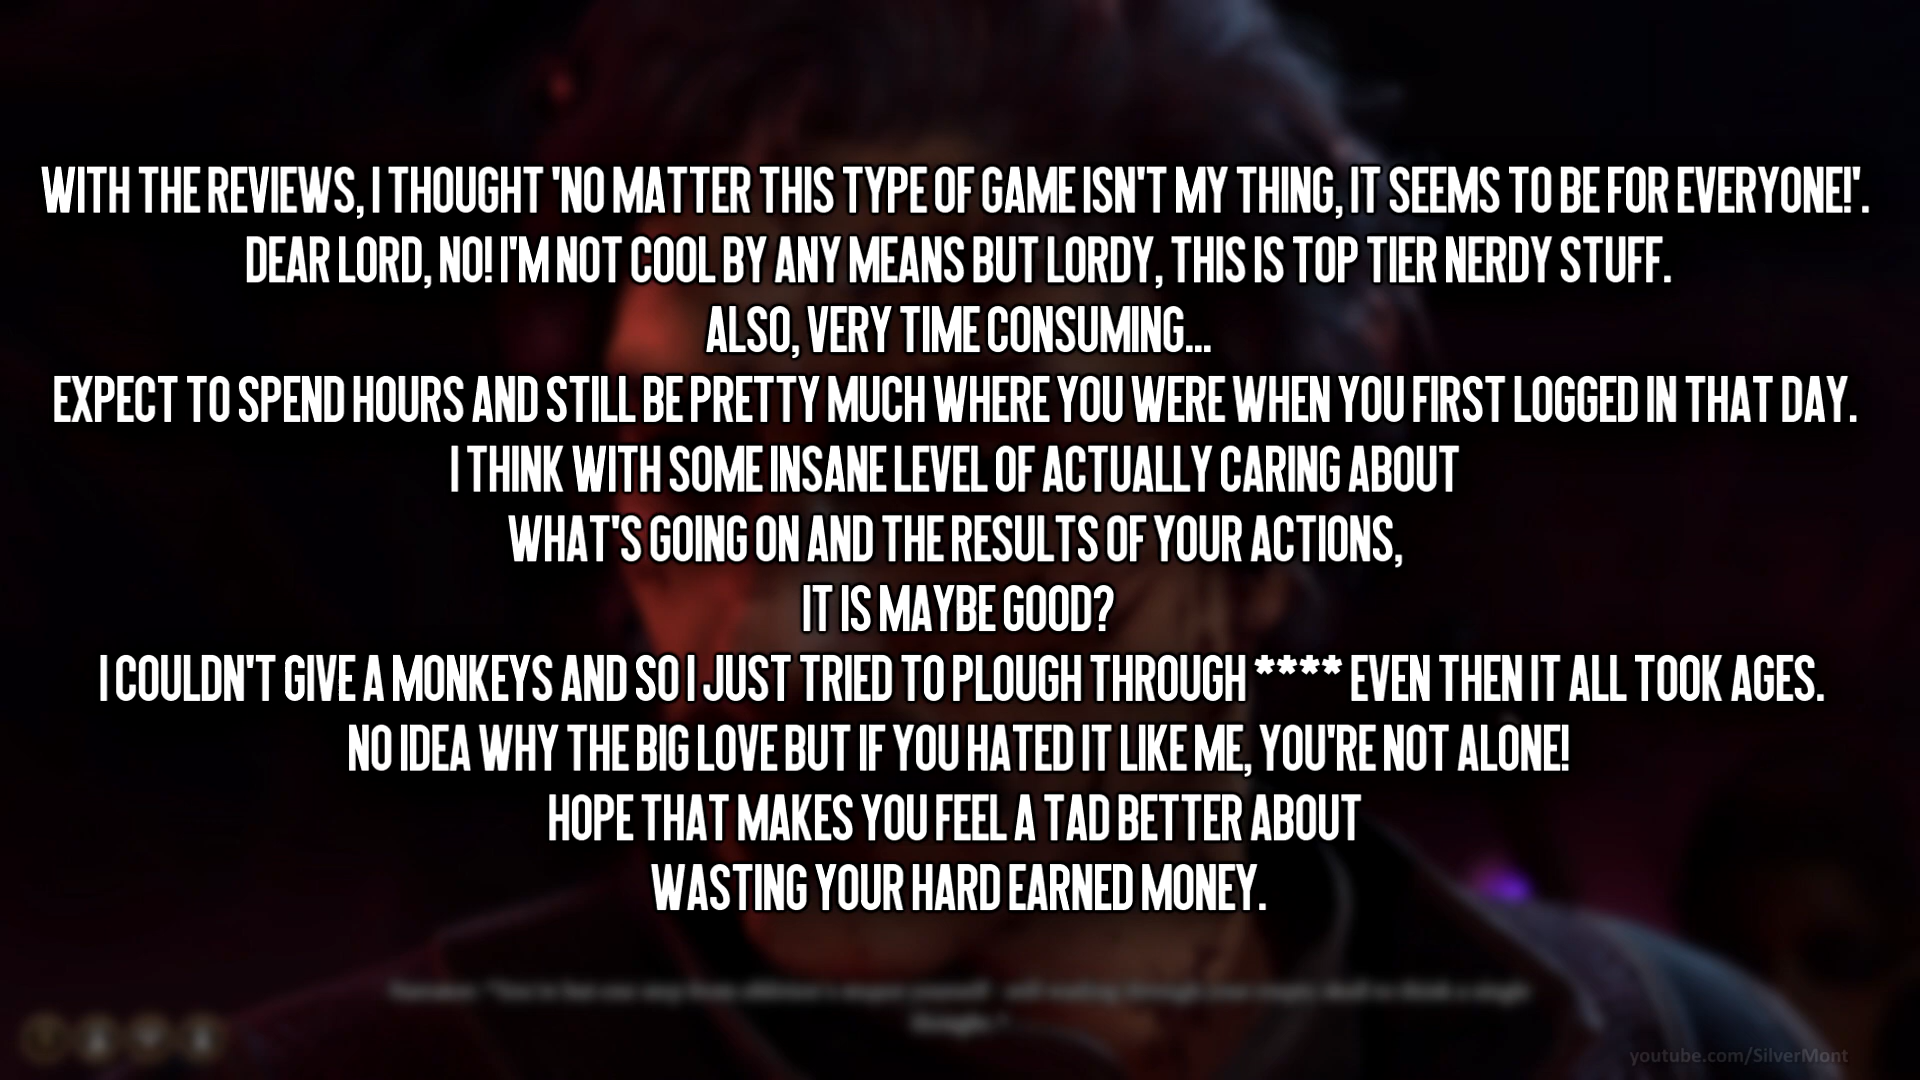 WITH THE REVIEWS, I THOUGHT 'NO MATTER THIS TYPE OF GAME ISN'T MY THING, IT SEEMS TO BE FOR EVERYONE!'.
DEAR LORD, NO! I'M NOT COOL BY ANY MEANS BUT LORDY, THIS IS TOP TIER NERDY STUFF.
ALSO, VERY TIME CONSUMING...
EXPECT TO SPEND HOURS AND STILL BE PRETTY MUCH WHERE YOU WERE WHEN YOU FIRST LOGGED IN THAT DAY.
I THINK WITH SOME INSANE LEVEL OF ACTUALLY CARING ABOUT
WHAT'S GOING ON AND THE RESULTS OF YOUR ACTIONS,
IT IS MAYBE GOOD?
I COULDN'T GIVE A MONKEYS AND SO I JUST TRIED TO PLOUGH THROUGH **** EVEN THEN IT ALL TOOK AGES.
NO IDEA WHY THE BIG LOVE BUT IF YOU HATED IT LIKE ME, YOU'RE NOT ALONE!
HOPE THAT MAKES YOU FEEL A TAD BETTER ABOUT
WASTING YOUR HARD EARNED MONEY.
youtube.com/SilverMont